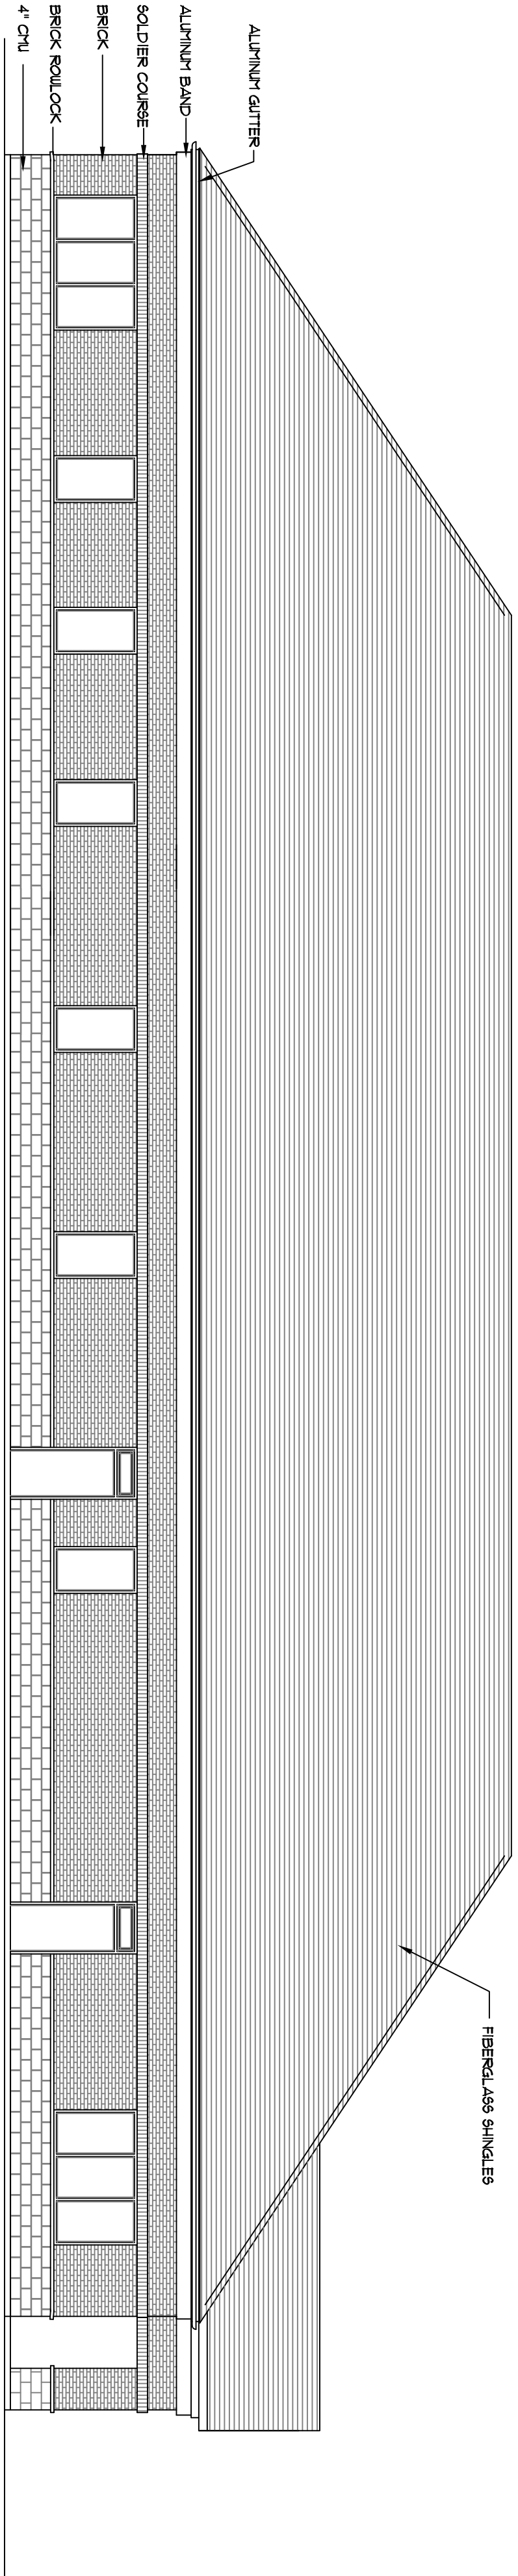 FIBERGLASS SHINGLES
ALUMINUM GUTTER
ALUMINUM BAND
SOLDIER COURSE
BRICK
BRICK ROWLOCK
4" CMU